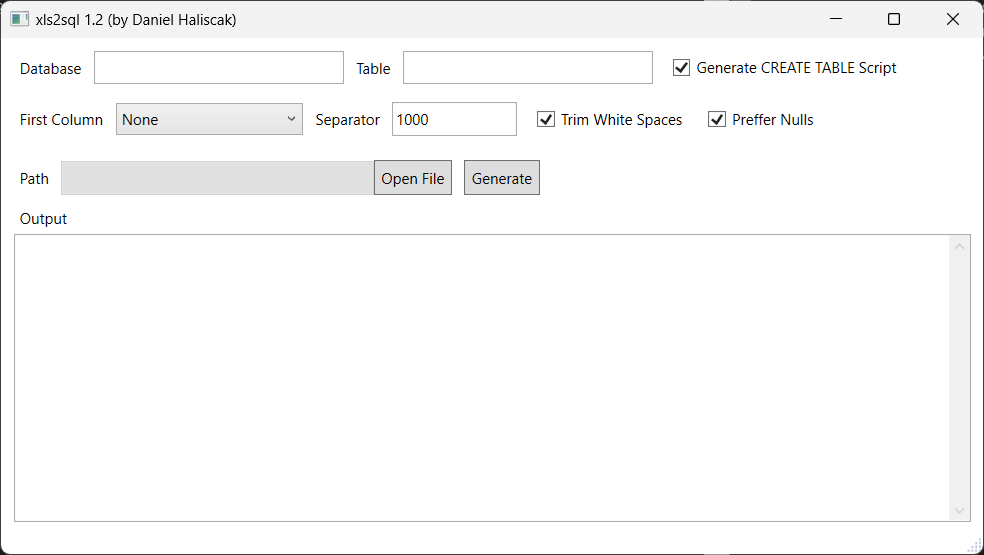 xls2sql 1.2 (by Daniel Haliscak)
Database Table Generate CREATE TABLE Script
First Column None Separator 1000 Trim White Spaces Preffer Nulls
Path Open File Generate
Output